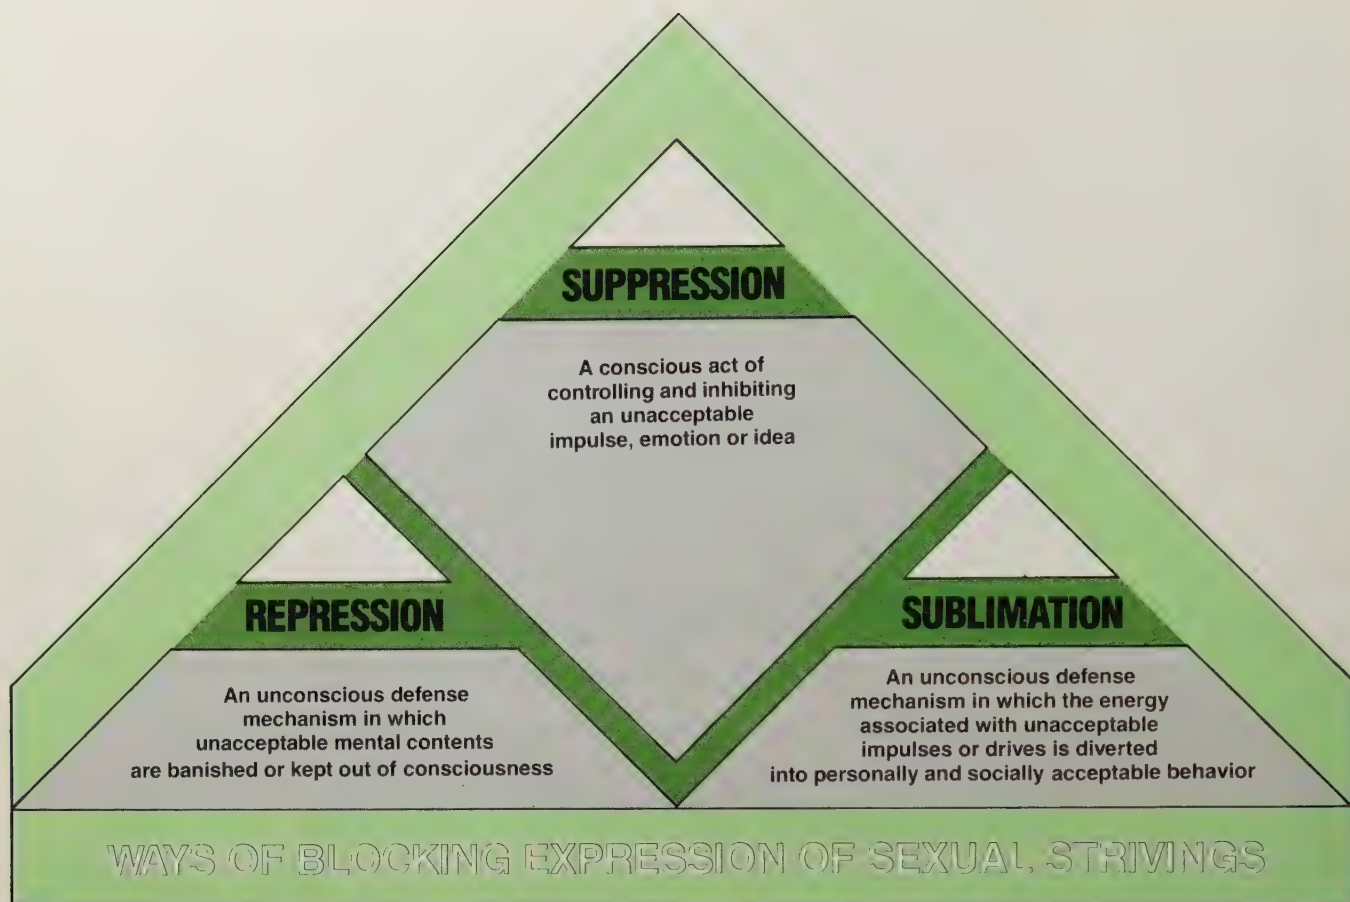 SUPPRESSION
A conscious act of
controlling and inhibiting
an unacceptable
impulse, emotion or idea
REPRESSION
An unconscious defense
mechanism in which
unacceptable mental contents
are banished or kept out of consciousness
SUBLIMATION
An unconscious defense
mechanism in which the energy
associated with unacceptable
impulses or drives is diverted
into personally and socially acceptable behavior
WAYS OF BLOCKING EXPRESSION OF SEXUAL STRIVINGS